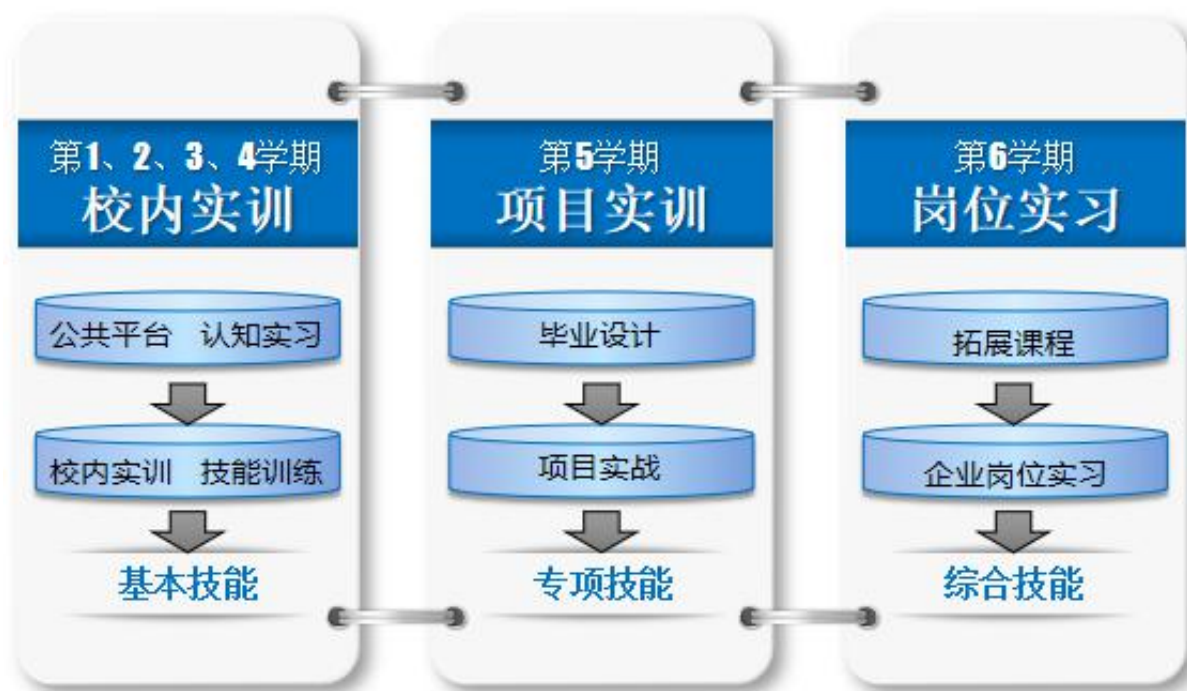 第1、2、3、4学期
校内实训
公共平台 认知实习
校内实训 技能训练
基本技能
第5学期
项目实训
毕业设计
项目实战
专项技能
第6学期
岗位实习
拓展课程
企业岗位实习
综合技能